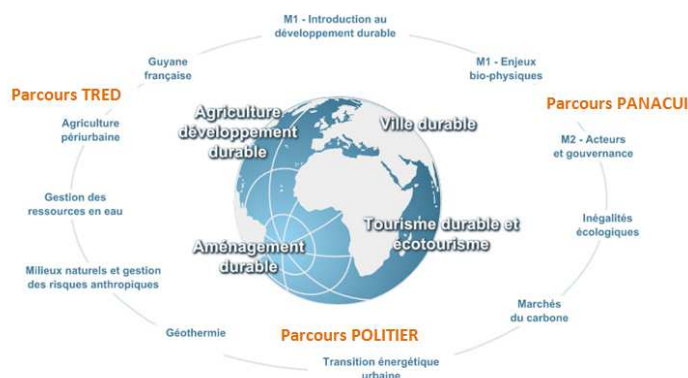 M1 - Introduction au
développement durable
Guyane
française
M1 - Enjeux
bio-physiques
Parcours TRED
Parcours PANACUI
Agriculture
développement
durable
Ville durable
Agriculture
périurbaine
M2 - Acteurs
et gouvernance
Gestion des
ressources en eau
Inégalités
écologiques
Tourisme durable et
écotourisme
Aménagement
durable
Milieux naturels et gestion
des risques anthropiques
Marchés
du carbone
Géothermie
Parcours POLITIER
Transition énergétique
urbaine